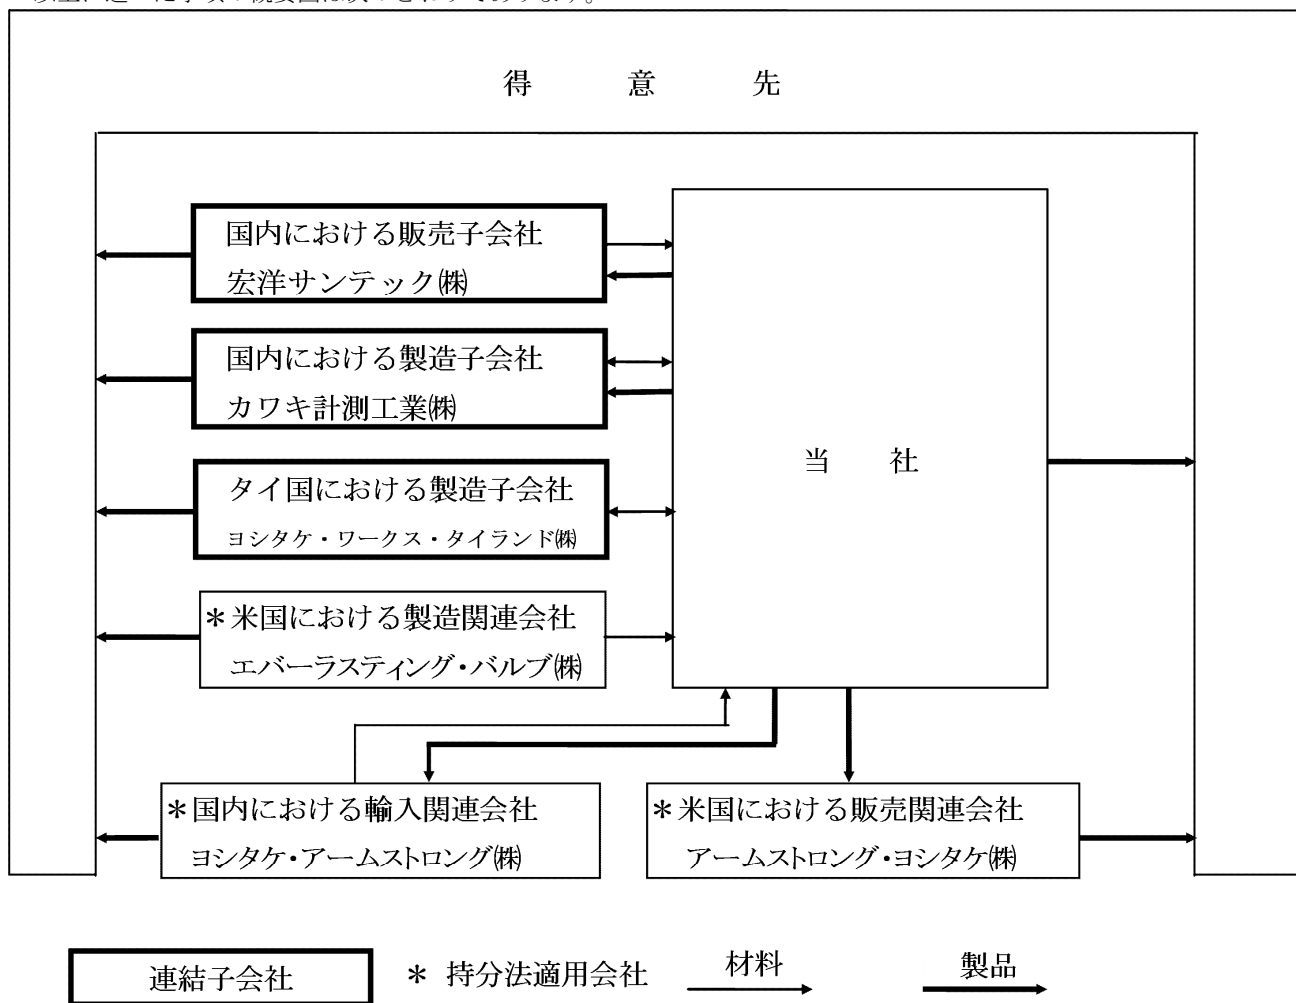 得意先
国内における販売子会社
宏洋サンテック㈱
国内における製造子会社
カワキ計測工業㈱
当社
タイ国における製造子会社
ヨシタケ・ワークス・タイランド㈱
＊米国における製造関連会社
エバーラスティング・バルブ㈱
＊国内における輸入関連会社
ヨシタケ・アームストロング㈱
＊米国における販売関連会社
アームストロング・ヨシタケ㈱
連結子会社
＊ 持分法適用会社
材料
製品